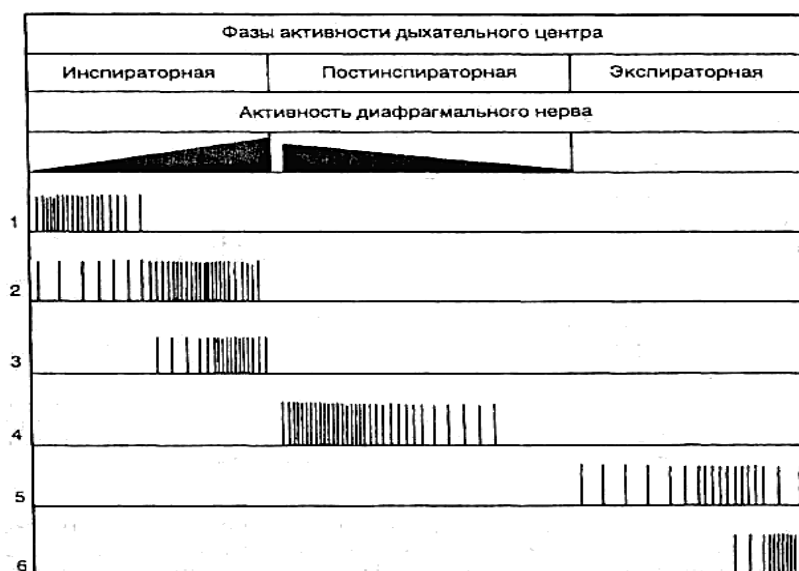 Фазы активности дыхательного центра
Инспираторная Постинспираторная Экспираторная
Активность диафрагмального нерва
1
2
3
4
5
6